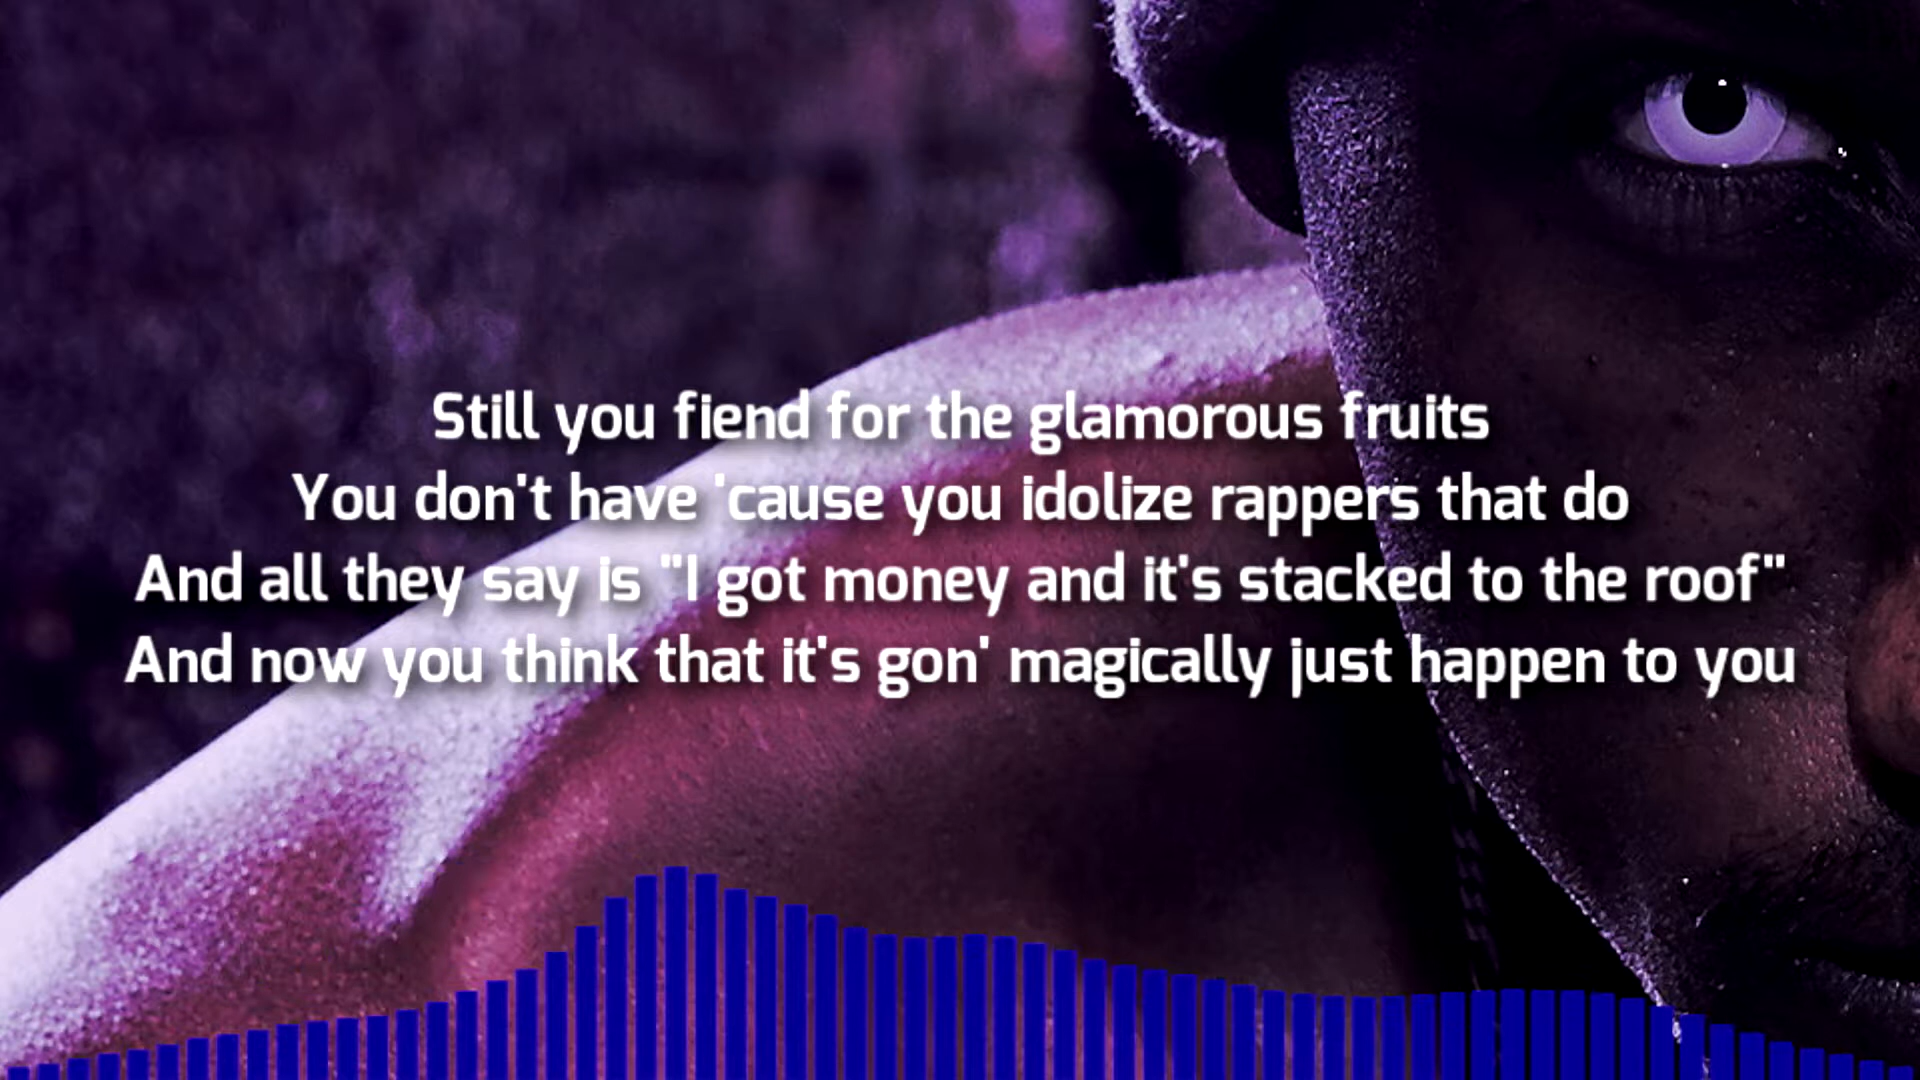 Still you fiend for the glamorous fruits
You don't have 'cause you idolize rappers that do
And all they say is "I got money and it's stacked to the roof"
And now you think that it's gon' magically just happen to you